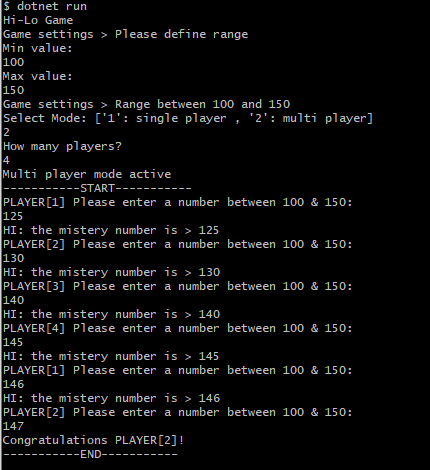 $ dotnet run
Hi-Lo Game
Game settings > Please define range
Min value:
100
Max value:
150
Game settings > Range between 100 and 150
Select Mode: ['1': single player , '2': multi player]
2
How many players?
4
Multi player mode active
-----------START-----------
PLAYER[1] Please enter a number between 100 & 150:
125
HI: the mistery number is > 125
PLAYER[2] Please enter a number between 100 & 150:
130
HI: the mistery number is > 130
PLAYER[3] Please enter a number between 100 & 150:
140
HI: the mistery number is > 140
PLAYER[4] Please enter a number between 100 & 150:
145
HI: the mistery number is > 145
PLAYER[1] Please enter a number between 100 & 150:
146
HI: the mistery number is > 146
PLAYER[2] Please enter a number between 100 & 150:
147
Congratulations PLAYER[2]!
-----------END-----------